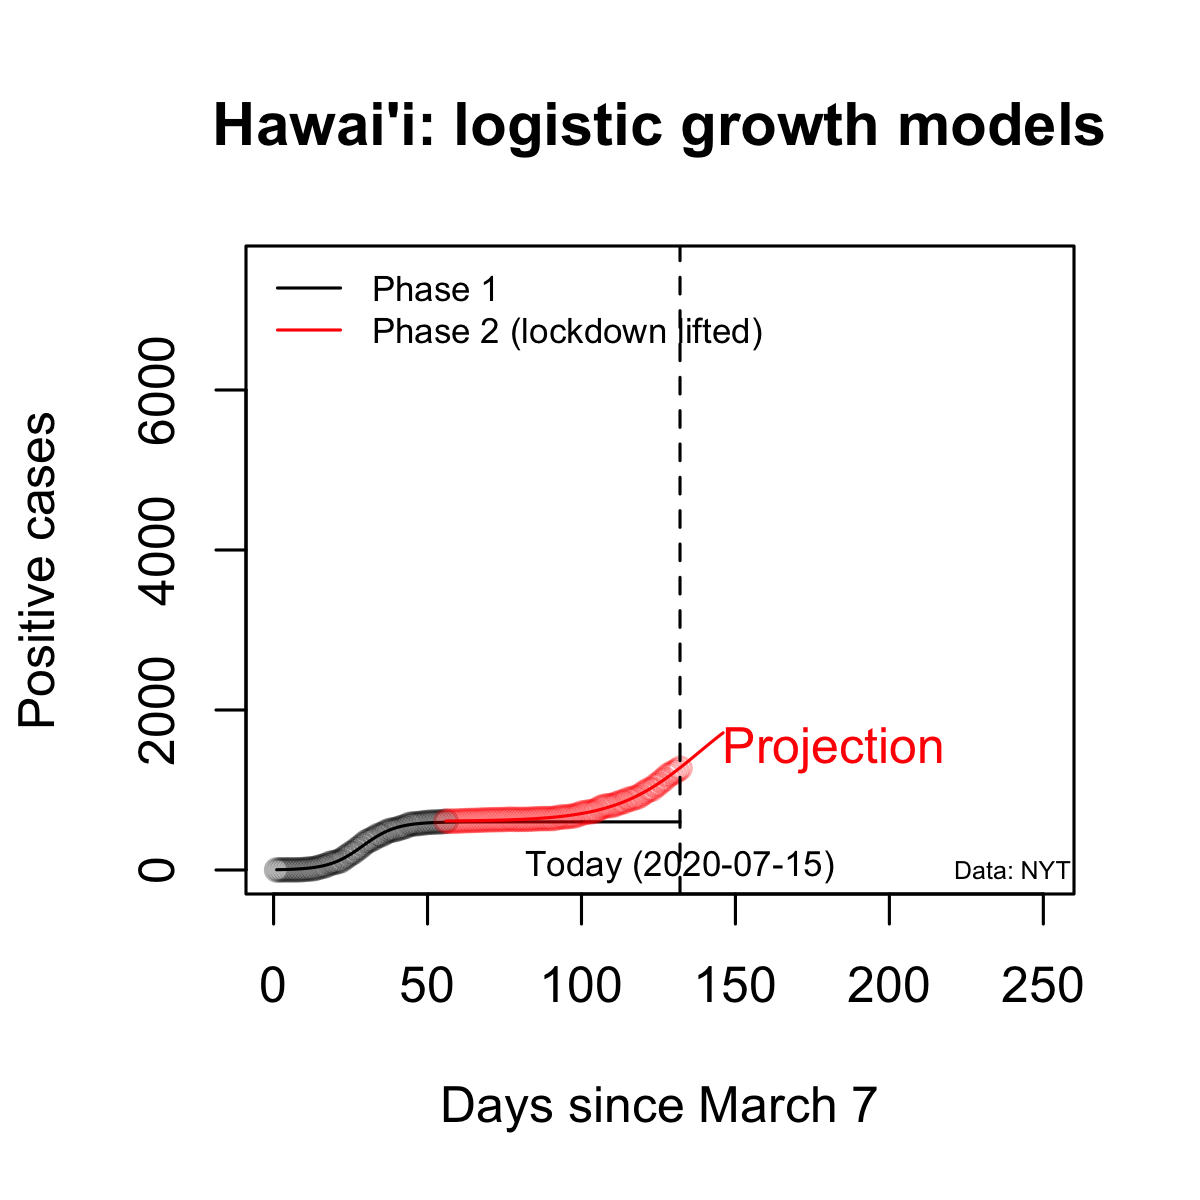 Hawai'i: logistic growth models
Phase 1
Phase 2 (lockdown lifted)
Positive cases
6000
4000
2000
0
Projection
Today (2020-07-15)
Data: NYT
0 50 100 150 200 250
Days since March 7